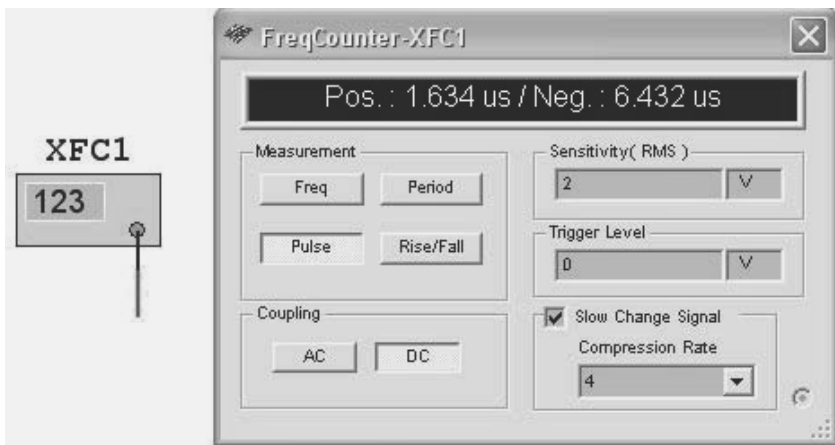 FreqCounter-XFC1
Pos. : 1.634 us / Neg. : 6.432 us
XFC1
123
Measurement
Freq
Period
Pulse
Rise/Fall
Coupling
AC
DC
Sensitivity( RMS )
2
V
Trigger Level
0
V
Slow Change Signal
Compression Rate
4